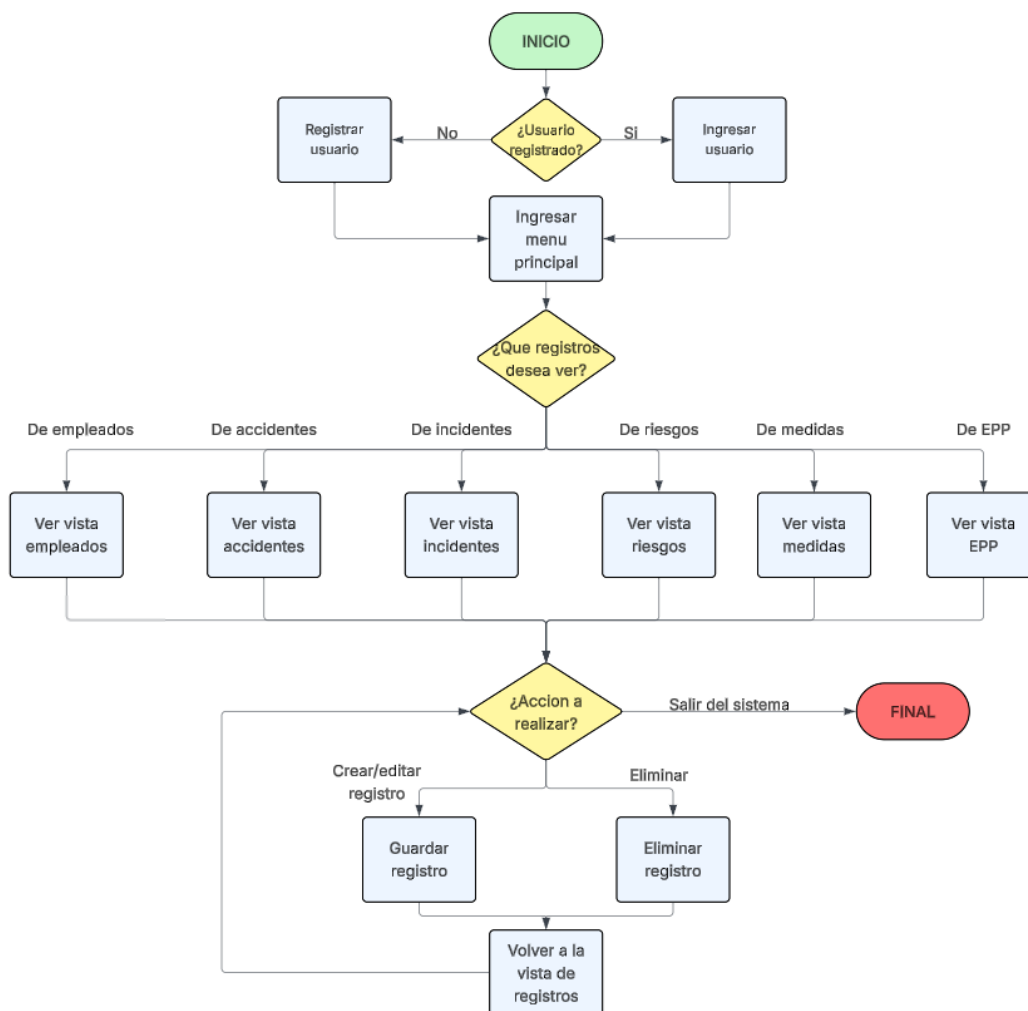 INICIO
¿Usuario
registrado?
No
Si
Registrar
usuario
Ingresar
usuario
Ingresar
menu
principal
¿Que registros
desea ver?
De empleados
De accidentes
De incidentes
De riesgos
De medidas
De EPP
Ver vista
empleados
Ver vista
accidentes
Ver vista
incidentes
Ver vista
riesgos
Ver vista
medidas
Ver vista
EPP
¿Accion a
realizar?
Salir del sistema
FINAL
Crear/editar
registro
Eliminar
Guardar
registro
Eliminar
registro
Volver a la
vista de
registros